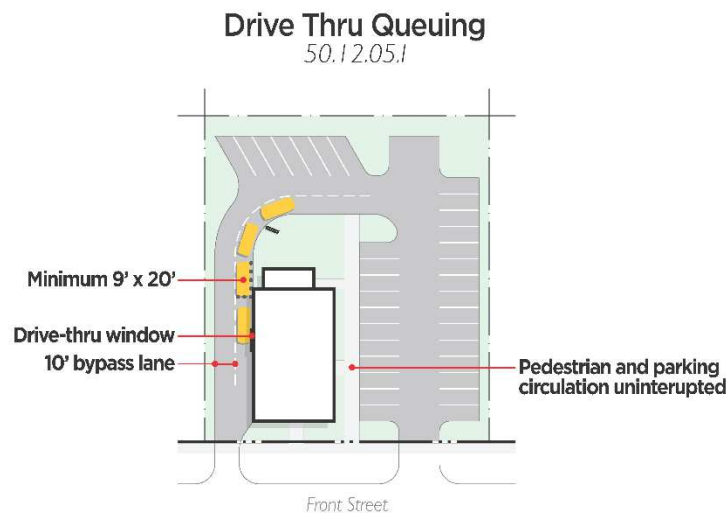 Drive Thru Queuing
50.12.05.1
Minimum 9' x 20'
Drive-thru window
10' bypass lane
Pedestrian and parking
circulation uninterupted
Front Street